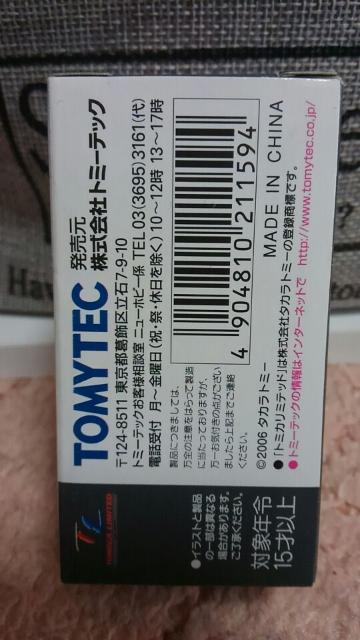 TOMYTEC
発売元
株式会社トミーテック
〒124-8511 東京都葛飾区立石7-9-10
トミーテックお客様相談室 ニューホビー係 TEL 03(3695)3161(代)
電話受付 月〜金曜日(祝・祭・休日を除く) 10〜12時 13〜17時
製品につきましては、
万全の注意をはらって製造
に当たっておりますが、
万一お気付きの点がござい
ましたら上記までご連絡
ください。
4 904810 211594
©2006 タカラトミー
MADE IN CHINA
●「トミカリミテッド」は株式会社タカラトミーの登録商標です。
●トミーテックの情報はインターネットで http://www.tomytec.co.jp/
TOMICA LIMITED
●イラストと製品
の一部は異なる
場合があります。
ご了承ください。
対象年令
15才以上
Hav